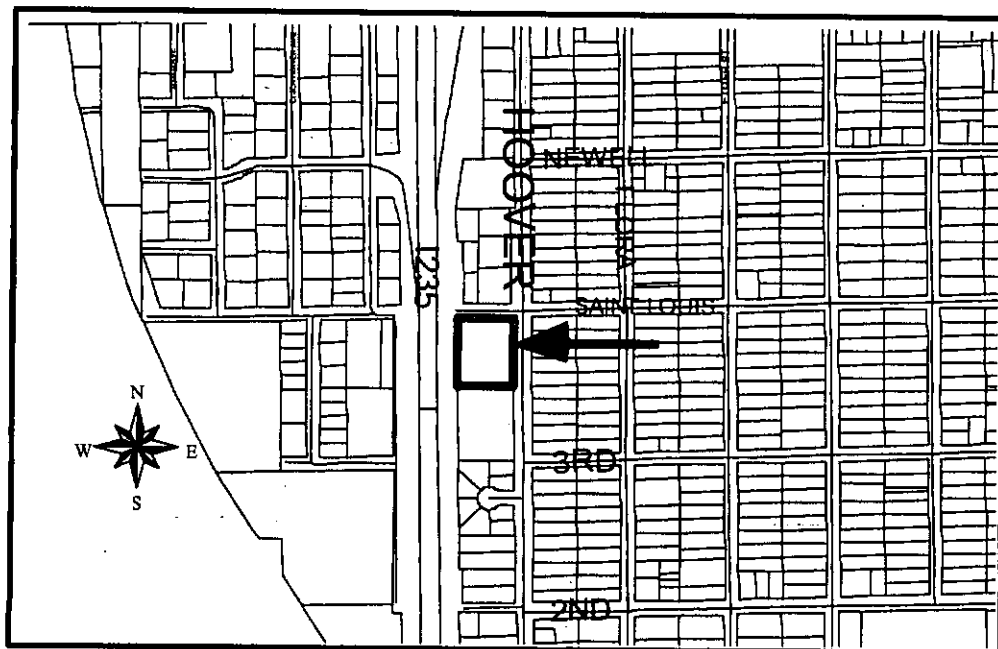 HOOVER
NEWELL
FLORA
I235
SAINT LOUIS
N
W
E
S
3RD
2ND